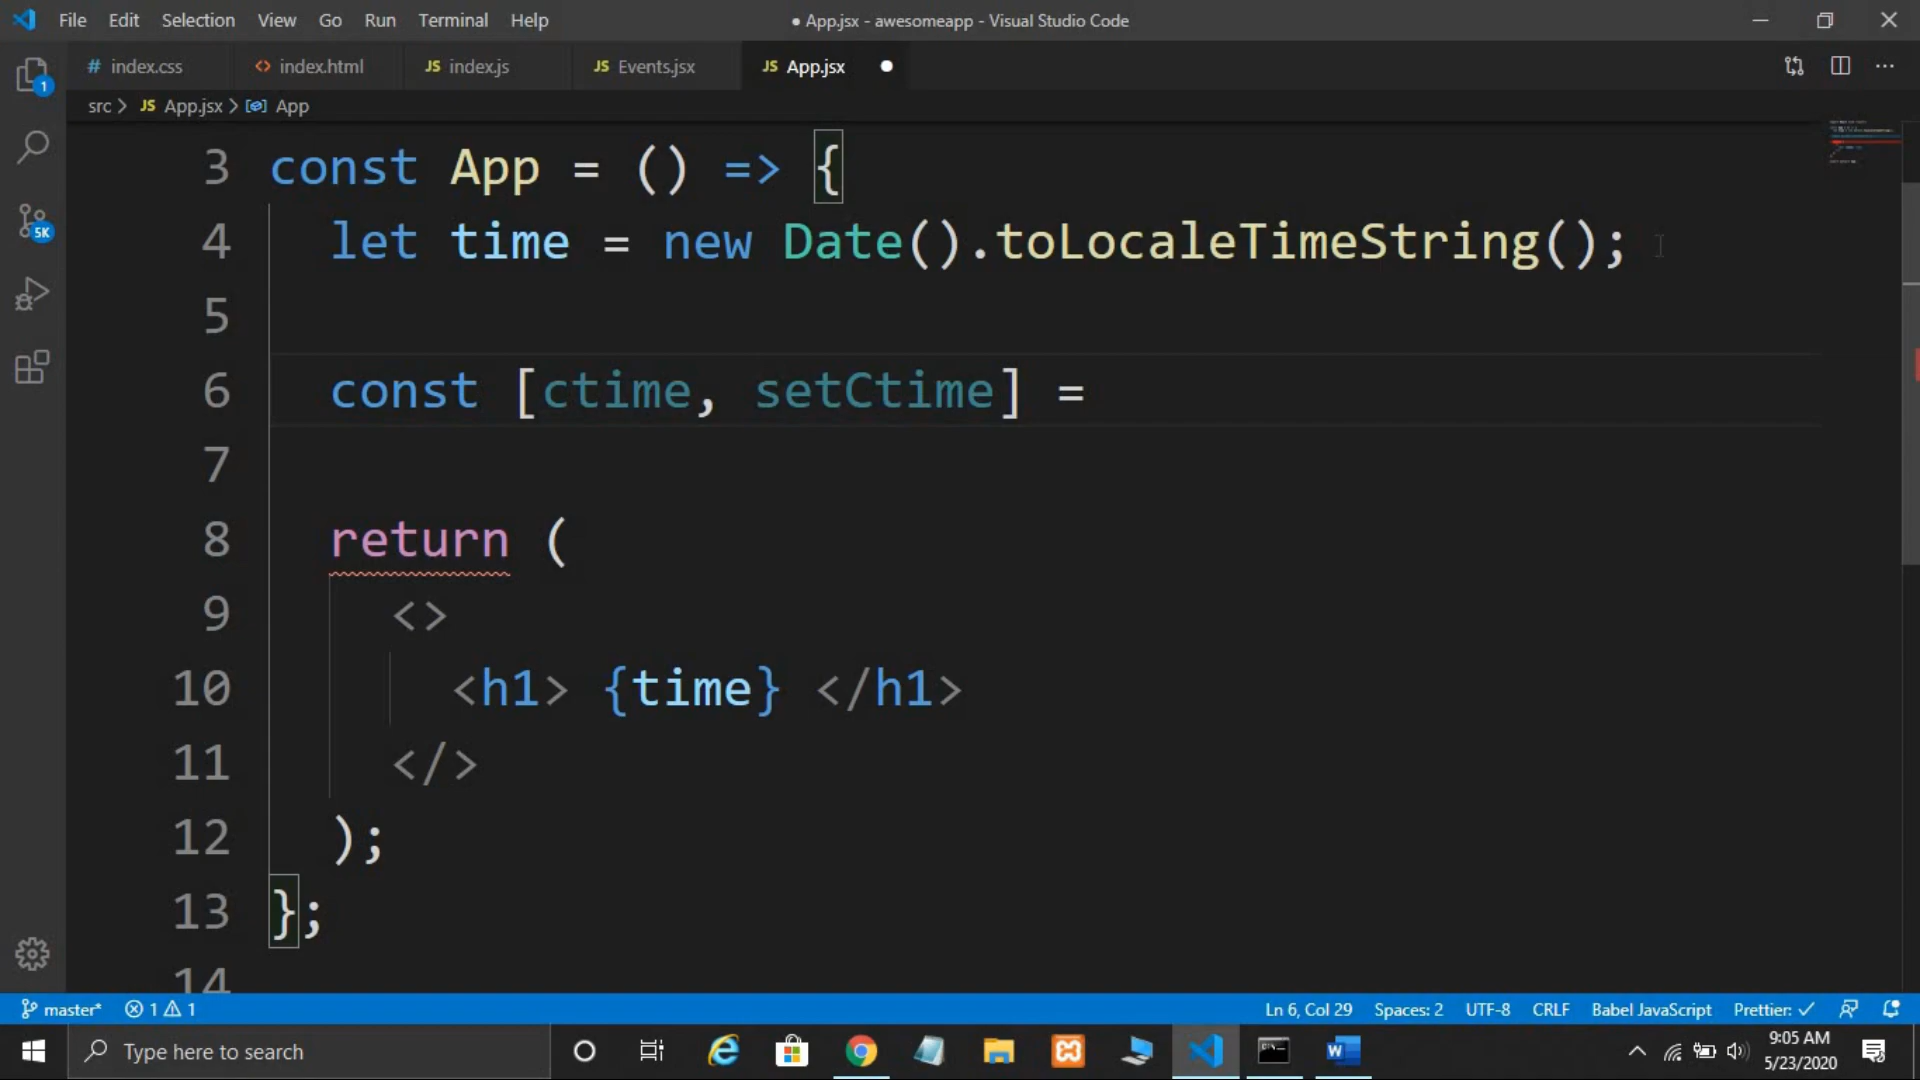 File Edit Selection View Go Run Terminal Help ● App.jsx - awesomeapp - Visual Studio Code
# index.css <> index.html JS index.js JS Events.jsx JS App.jsx ●
src > JS App.jsx > App
3 const App = () => {
4 let time = new Date().toLocaleTimeString();
5
6 const [ctime, setCtime] =
7
8 return (
9 <>
10 <h1> {time} </h1>
11 </>
12 );
13 };
14
1
5K
master* 1 1 Ln 6, Col 29 Spaces: 2 UTF-8 CRLF Babel JavaScript Prettier: ✓
Type here to search
9:05 AM
5/23/2020